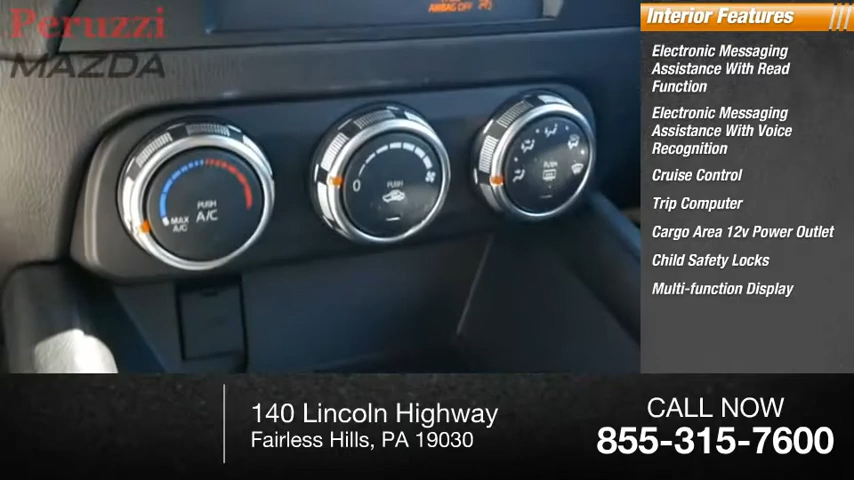 Peruzzi
MAZDA
AIRBAG OFF
Interior Features
Electronic Messaging
Assistance With Read
Function
Electronic Messaging
Assistance With Voice
Recognition
Cruise Control
Trip Computer
Cargo Area 12v Power Outlet
Child Safety Locks
Multi-function Display
PUSH
A/C
MAX
A/C
0
PUSH
PUSH
140 Lincoln Highway
Fairless Hills, PA 19030
CALL NOW
855-315-7600